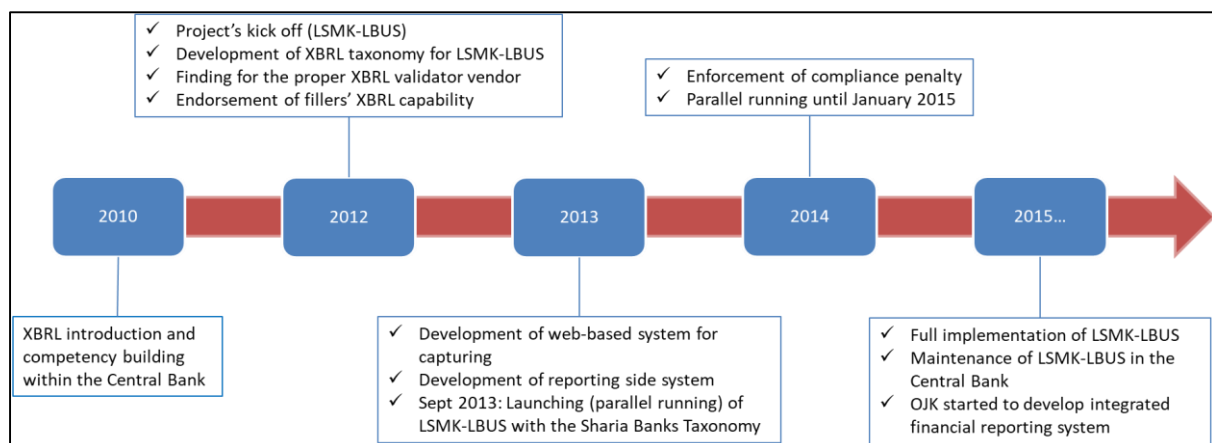 ✓ Project's kick off (LSMK-LBUS)
✓ Development of XBRL taxonomy for LSMK-LBUS
✓ Finding for the proper XBRL validator vendor
✓ Endorsement of fillers' XBRL capability
✓ Enforcement of compliance penalty
✓ Parallel running until January 2015
2010
2012
2013
2014
2015...
XBRL introduction and
competency building
within the Central Bank
✓ Development of web-based system for
capturing
✓ Development of reporting side system
✓ Sept 2013: Launching (parallel running) of
LSMK-LBUS with the Sharia Banks Taxonomy
✓ Full implementation of LSMK-LBUS
✓ Maintenance of LSMK-LBUS in the
Central Bank
✓ OJK started to develop integrated
financial reporting system